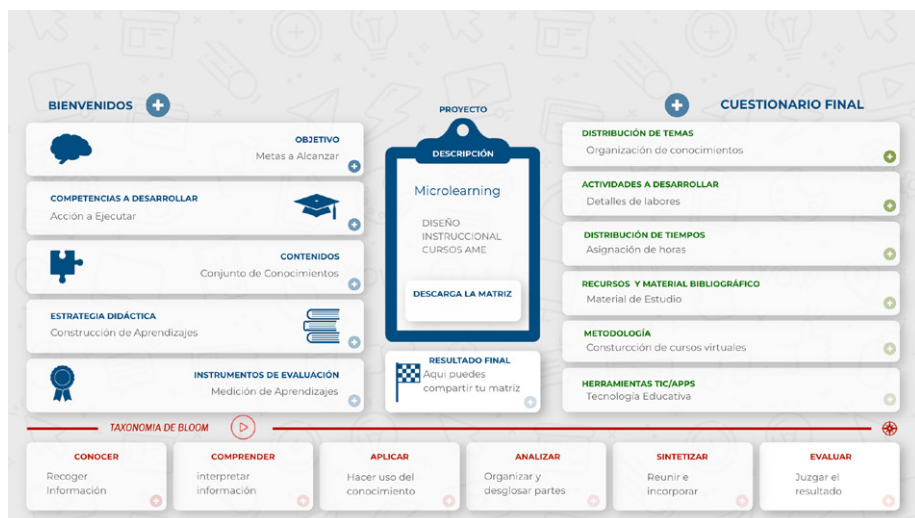 BIENVENIDOS
OBJETIVO
Metas a Alcanzar
COMPETENCIAS A DESARROLLAR
Acción a Ejecutar
CONTENIDOS
Conjunto de Conocimientos
ESTRATEGIA DIDÁCTICA
Construcción de Aprendizajes
INSTRUMENTOS DE EVALUACIÓN
Medición de Aprendizajes
PROYECTO
DESCRIPCIÓN
Microlearning
DISEÑO
INSTRUCCIONAL
CURSOS AME
DESCARGA LA MATRIZ
RESULTADO FINAL
Aqui puedes
compartir tu matriz
CUESTIONARIO FINAL
DISTRIBUCIÓN DE TEMAS
Organización de conocimientos
ACTIVIDADES A DESARROLLAR
Detalles de labores
DISTRIBUCIÓN DE TIEMPOS
Asignación de horas
RECURSOS Y MATERIAL BIBLIOGRÁFICO
Material de Estudio
METODOLOGÍA
Consturcción de cursos virtuales
HERRAMIENTAS TIC/APPS
Tecnología Educativa
TAXONOMIA DE BLOOM
CONOCER
Recoger
Información
COMPRENDER
interpretar
información
APLICAR
Hacer uso del
conocimiento
ANALIZAR
Organizar y
desglosar partes
SINTETIZAR
Reunir e
incorporar
EVALUAR
Juzgar el
resultado